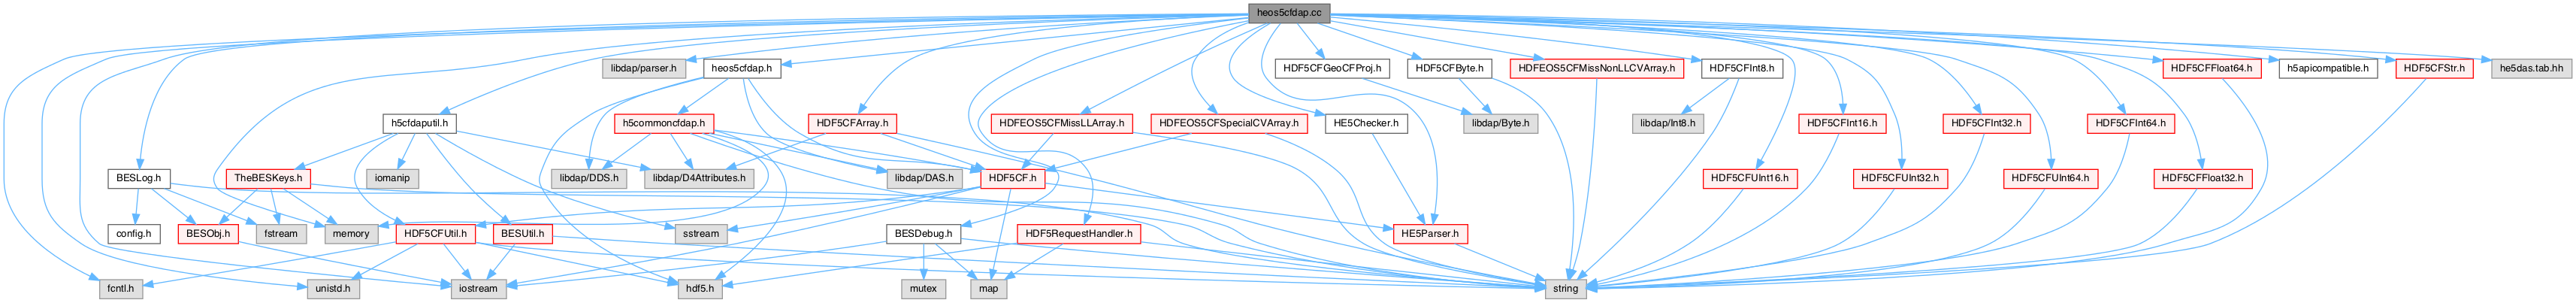 heos5cfdap.cc
libdap/parser.h
heos5cfdap.h
HDF5CFGeoCFProj.h
HDF5CFByte.h
HDFEOS5CFMissNonLLCVArray.h
HDF5CFInt8.h
HDF5CFFloat64.h
h5apicompatible.h
HDF5CFStr.h
he5das.tab.hh
h5cfdaputil.h
h5commoncfdap.h
HDF5CFArray.h
HDFEOS5CFMissLLArray.h
HDFEOS5CFSpecialCVArray.h
HE5Checker.h
libdap/Byte.h
libdap/Int8.h
HDF5CFInt16.h
HDF5CFInt32.h
HDF5CFInt64.h
BESLog.h
TheBESKeys.h
iomanip
libdap/DDS.h
libdap/D4Attributes.h
libdap/DAS.h
HDF5CF.h
HDF5CFUInt16.h
HDF5CFUInt32.h
HDF5CFUInt64.h
HDF5CFFloat32.h
config.h
BESObj.h
fstream
memory
HDF5CFUtil.h
BESUtil.h
sstream
BESDebug.h
HDF5RequestHandler.h
HE5Parser.h
fcntl.h
unistd.h
iostream
hdf5.h
mutex
map
string